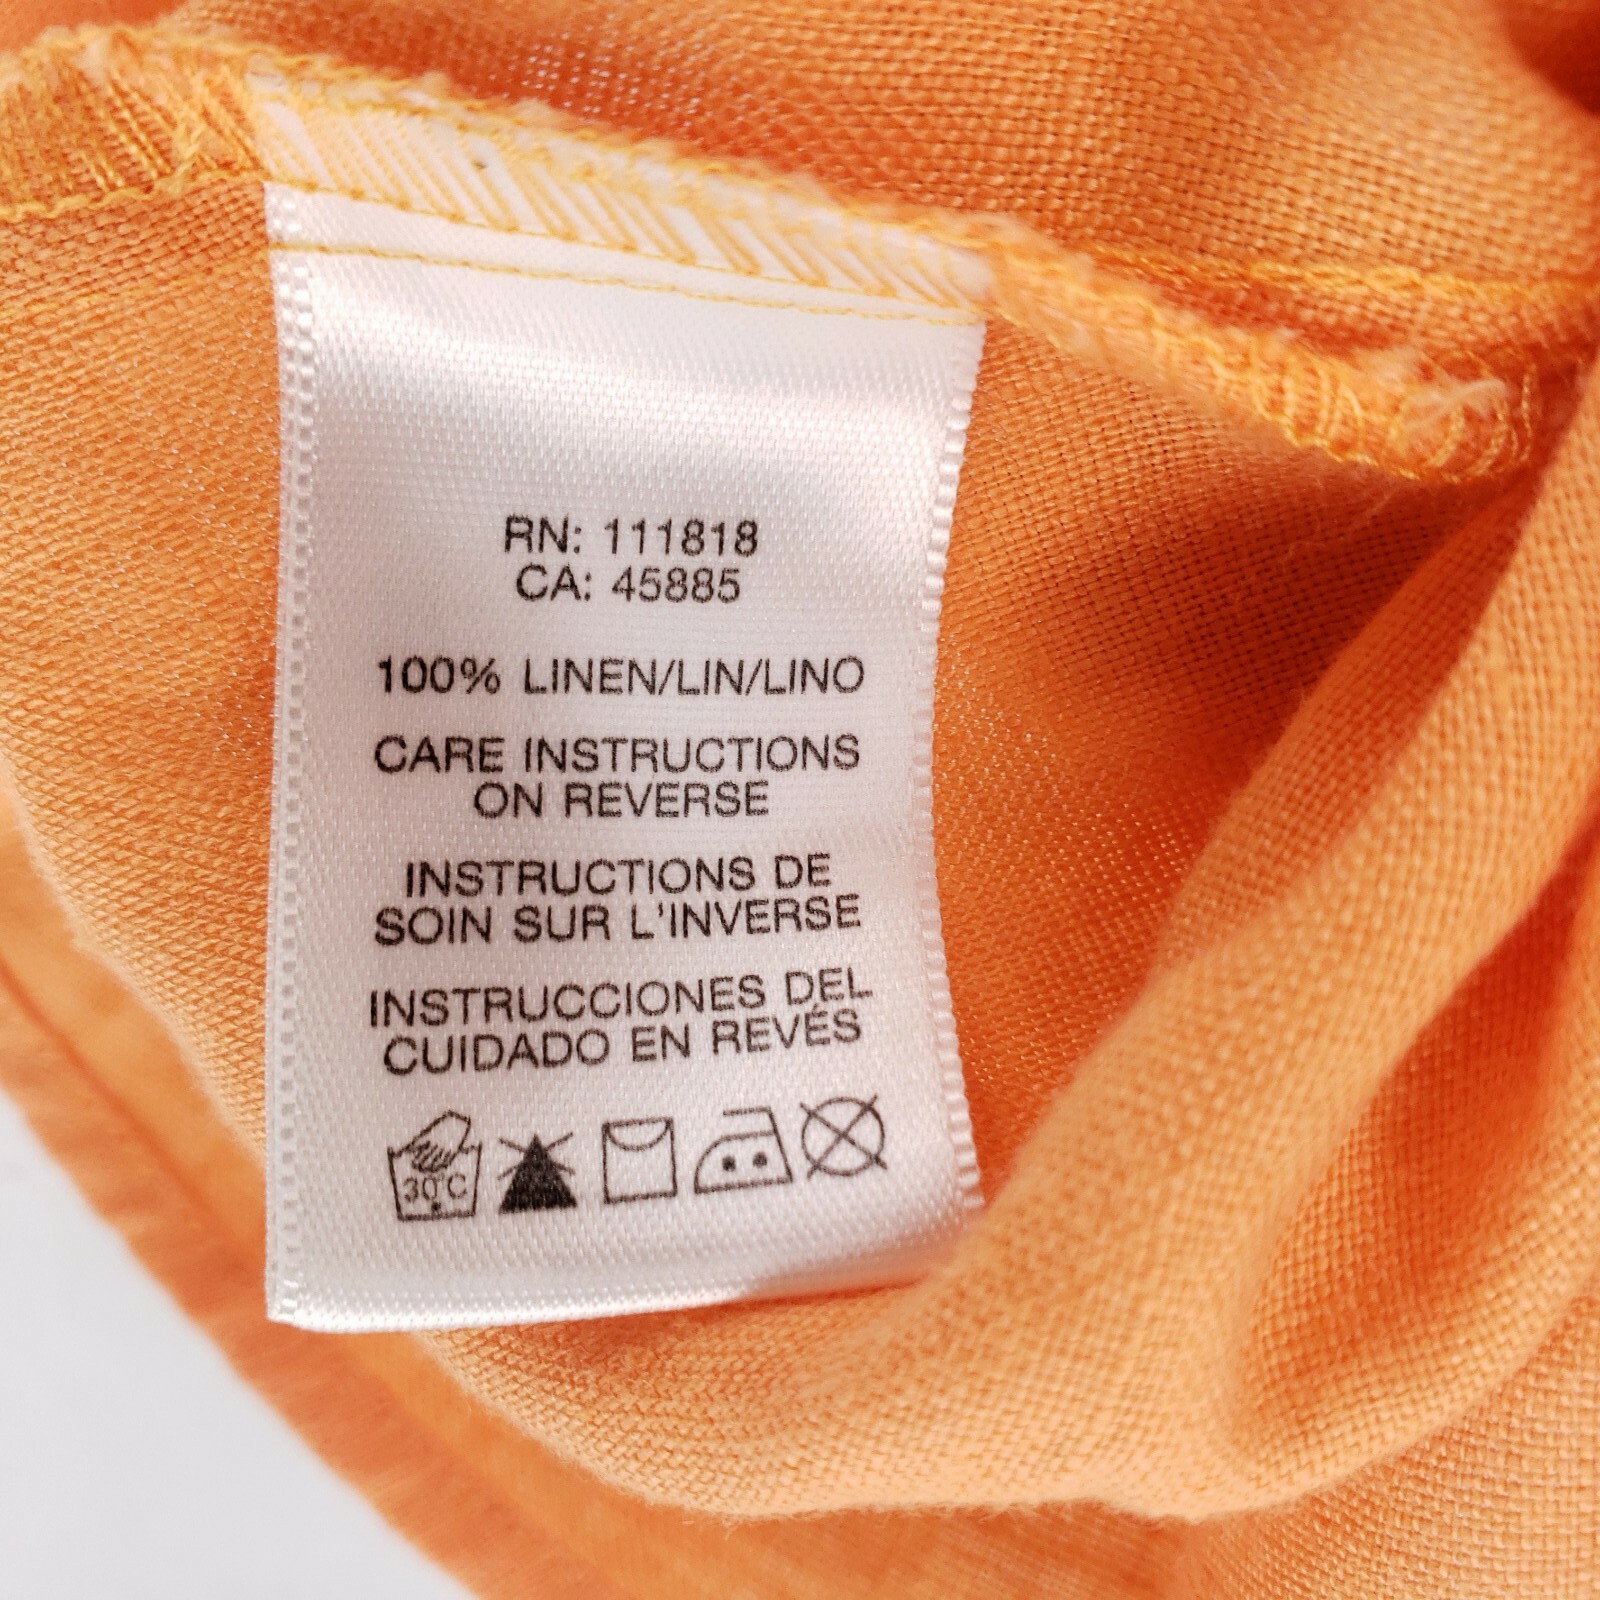 RN: 111818
CA: 45885
100% LINEN/LIN/LINO
CARE INSTRUCTIONS
ON REVERSE
INSTRUCTIONS DE
SOIN SUR L'INVERSE
INSTRUCCIONES DEL
CUIDADO EN REVÉS
30°C